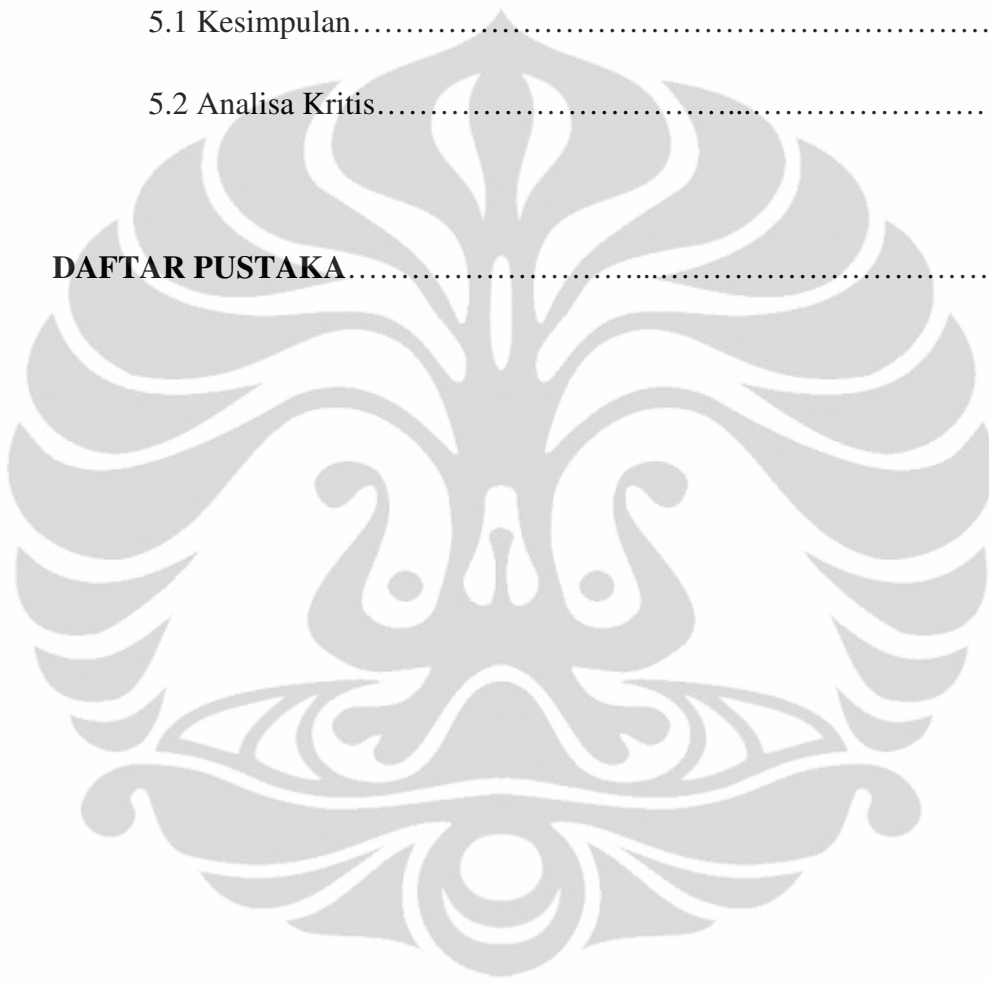 5.1 Kesimpulan…………………………………………………………………
5.2 Analisa Kritis……………………………...……………………
DAFTAR PUSTAKA…………………………...……………………….……